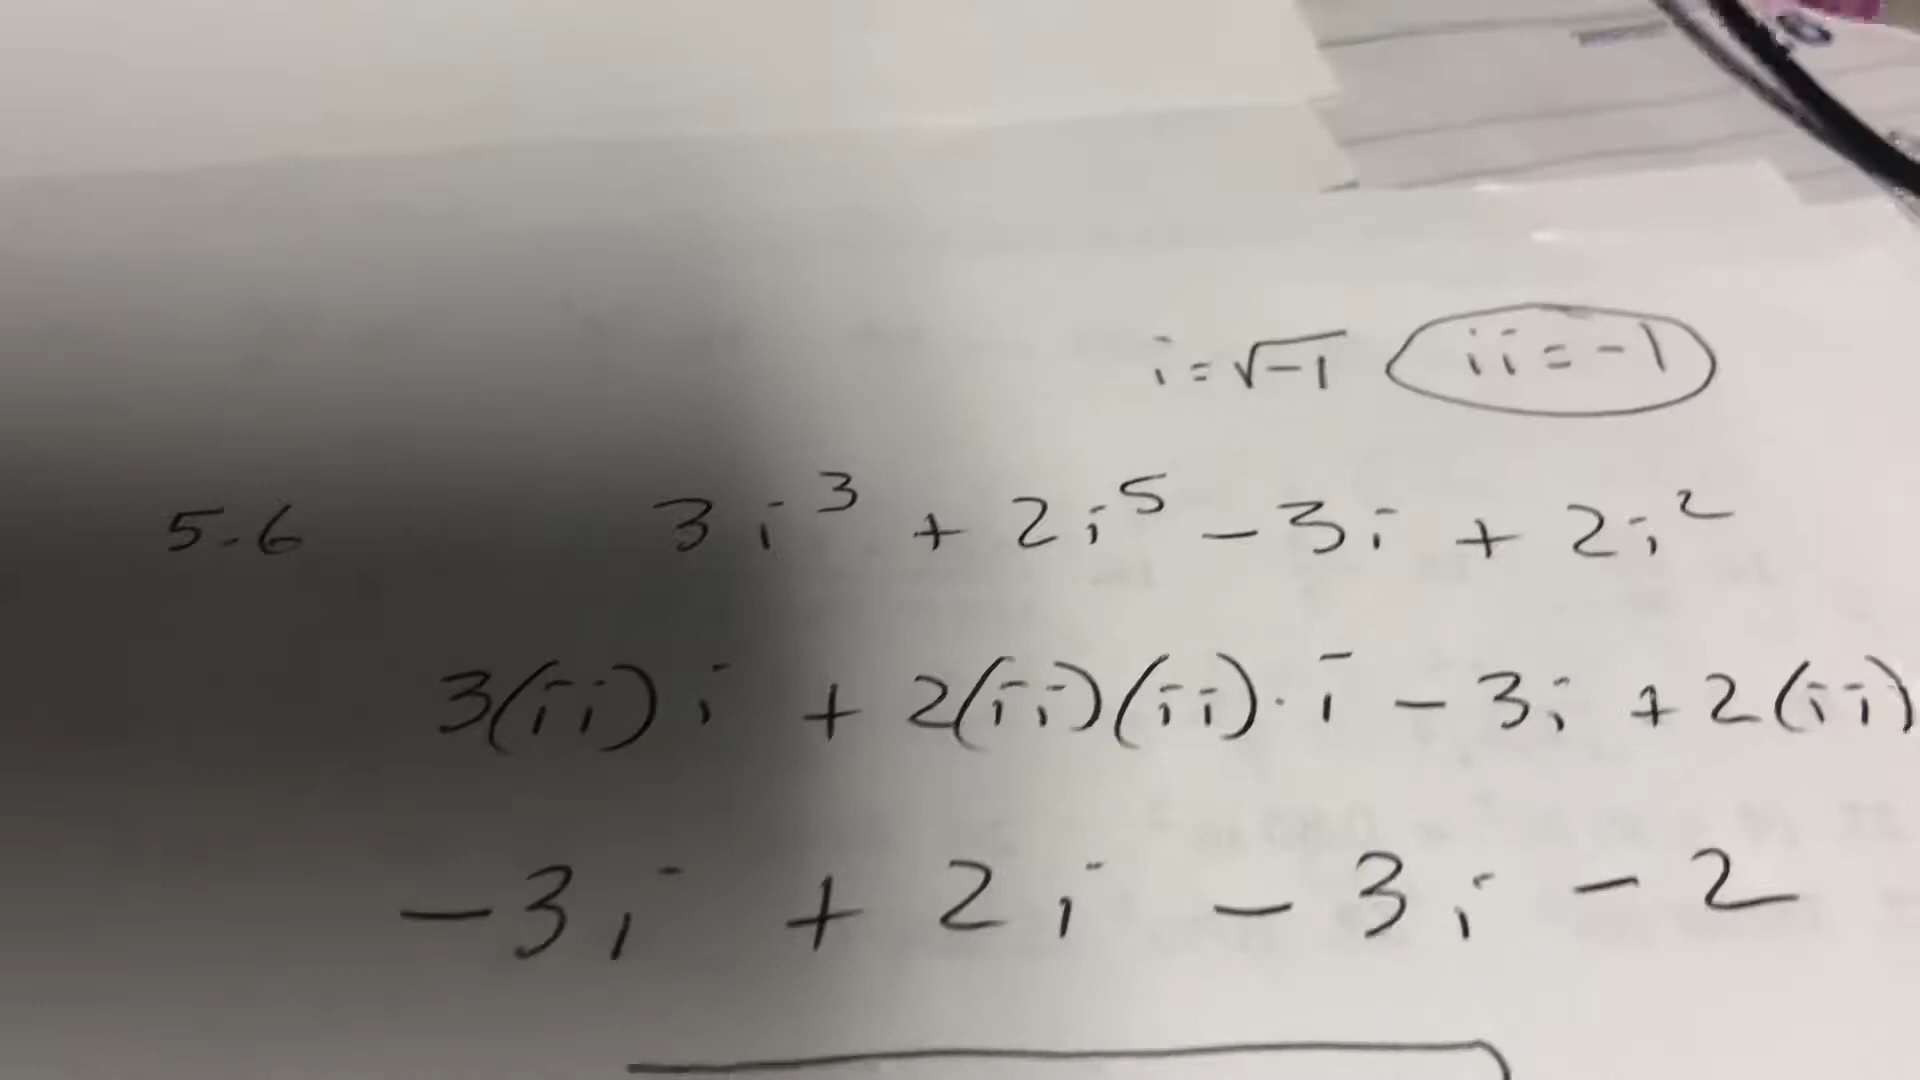 i = √-1 ii = -1
5.6 3i³ + 2i⁵ - 3i + 2i²
3(ii)i + 2(ii)(ii)·i - 3i + 2(ii)
-3i + 2i - 3i - 2